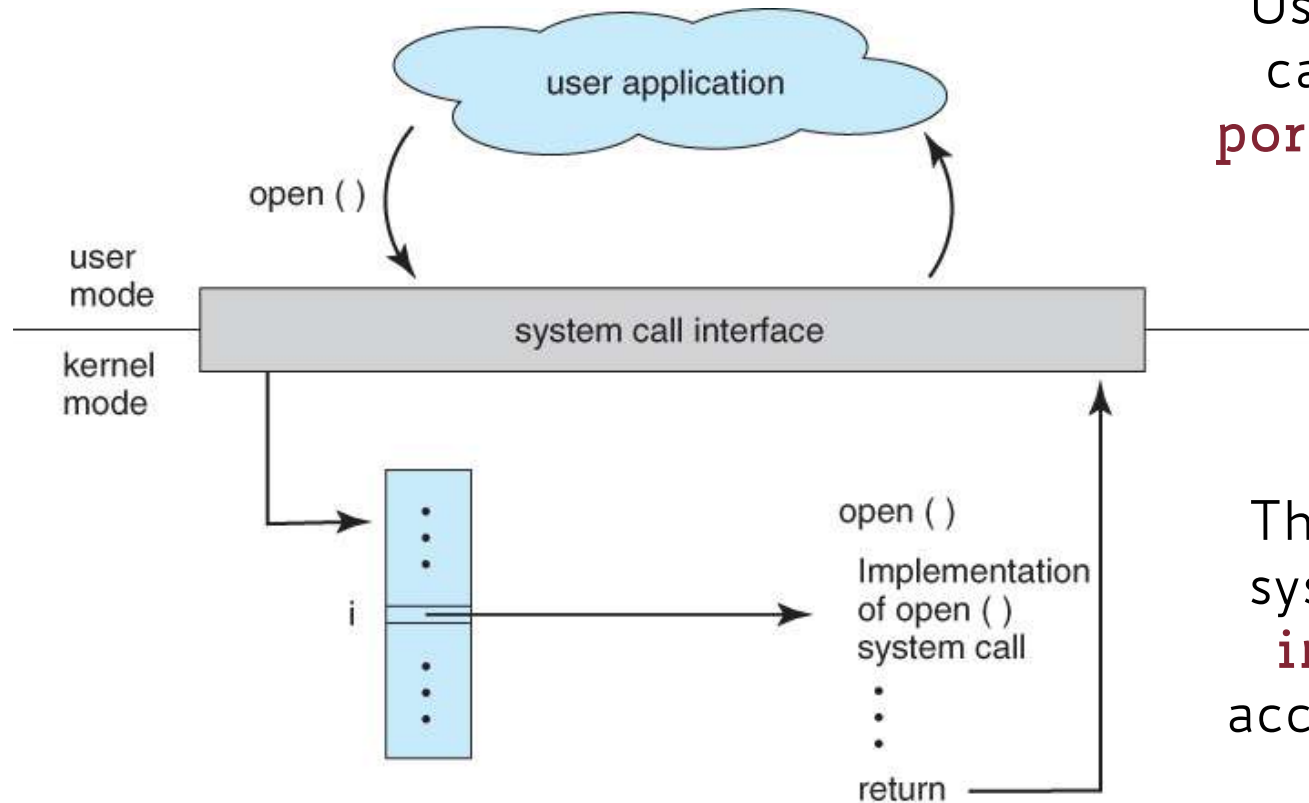 user application
open ( )
user
mode
system call interface
kernel
mode
i
open ( )
Implementation
of open ( )
system call
return